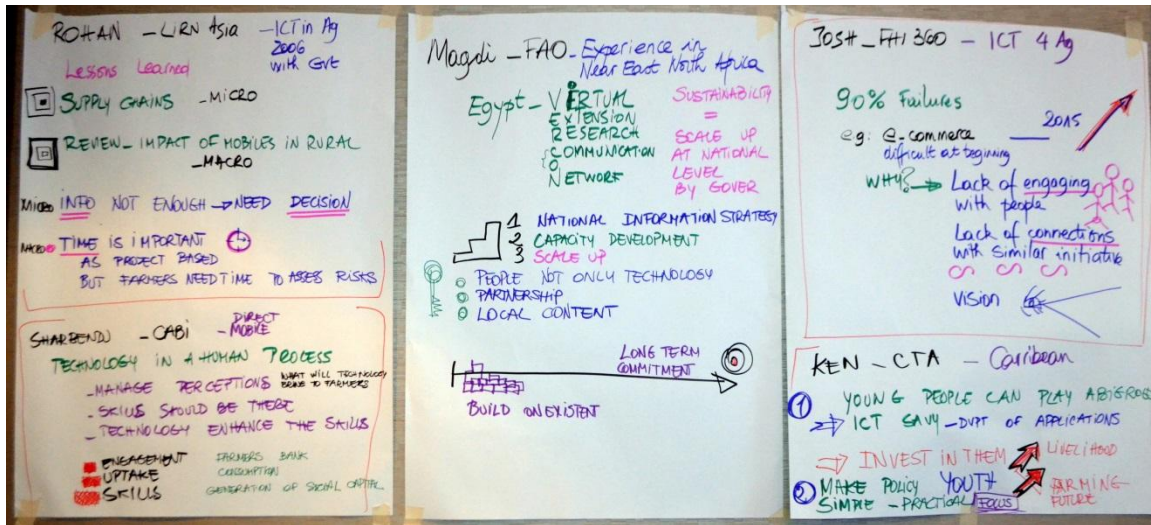 ROHAN - LiRN Asia - ICT in Ag
2006
with Gvt
Lessons Learned
SUPPLY CHAINS - MICRO
REVIEW - IMPACT OF MOBILES IN RURAL
- MACRO
MICRO INFO NOT ENOUGH → NEED DECISION
MACRO TIME IS IMPORTANT
AS PROJECT BASED
BUT FARMERS NEED TIME TO ASSES RISKS
SHARBENDU - CABI - DIRECT
MOBILE
TECHNOLOGY IN A HUMAN PROCESS
- MANAGE PERCEPTIONS WHAT WILL TECHNOLOGY
BRING TO FARMERS
- SKILLS SHOULD BE THERE
- TECHNOLOGY ENHANCE THE SKILLS
ENGAGEMENT FARMERS BANK
UPTAKE CONSUMPTION
SKILLS GENERATION OF SOCIAL CAPITAL
Magdi - FAO - Experience in
Near East North Africa
Egypt - VIRTUAL
EXTENSION
RESEARCH
COMMUNICATION
NETWORK
SUSTAINABILITY
=
SCALE UP
AT NATIONAL
LEVEL
BY GOVER
1 NATIONAL INFORMATION STRATEGY
2 CAPACITY DEVELOPMENT
3 SCALE UP
PEOPLE NOT ONLY TECHNOLOGY
PARTNERSHIP
LOCAL CONTENT
LONG TERM
COMMITMENT
BUILD ON EXISTENT
JOSH - FHI 360 - ICT 4 Ag
90% Failures
eg: e-commerce 2015
difficult at beginning
WHY? → Lack of engaging
with people
Lack of connections
with similar initiative
VISION
KEN - CTA - Carribean
1 YOUNG PEOPLE CAN PLAY A BIG ROLE
ICT SAVY - DVPT OF APPLICATIONS
INVEST IN THEM
LIVELIHOOD
2 MAKE POLICY YOUTH
SIMPLE - PRACTICAL FOCUS
FARMING
FUTURE